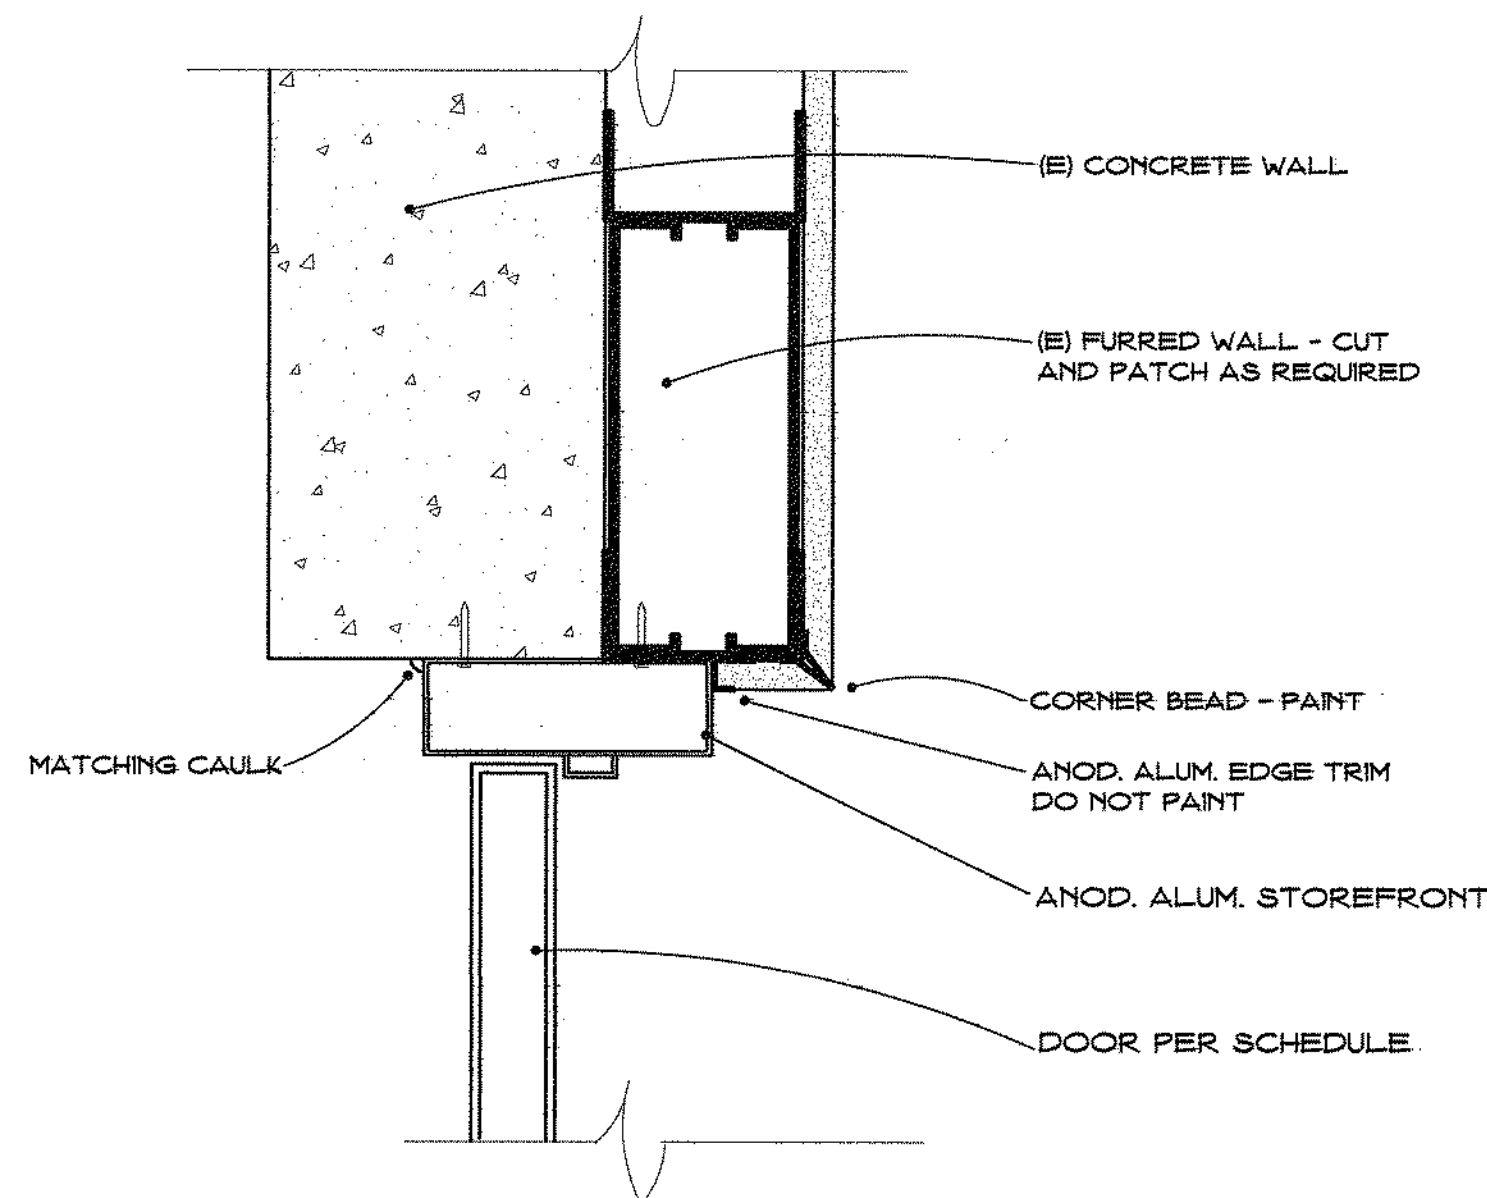 (E) CONCRETE WALL
(E) FURRED WALL - CUT
AND PATCH AS REQUIRED
CORNER BEAD - PAINT
MATCHING CAULK
ANOD. ALUM. EDGE TRIM
DO NOT PAINT
ANOD. ALUM. STOREFRONT
DOOR PER SCHEDULE